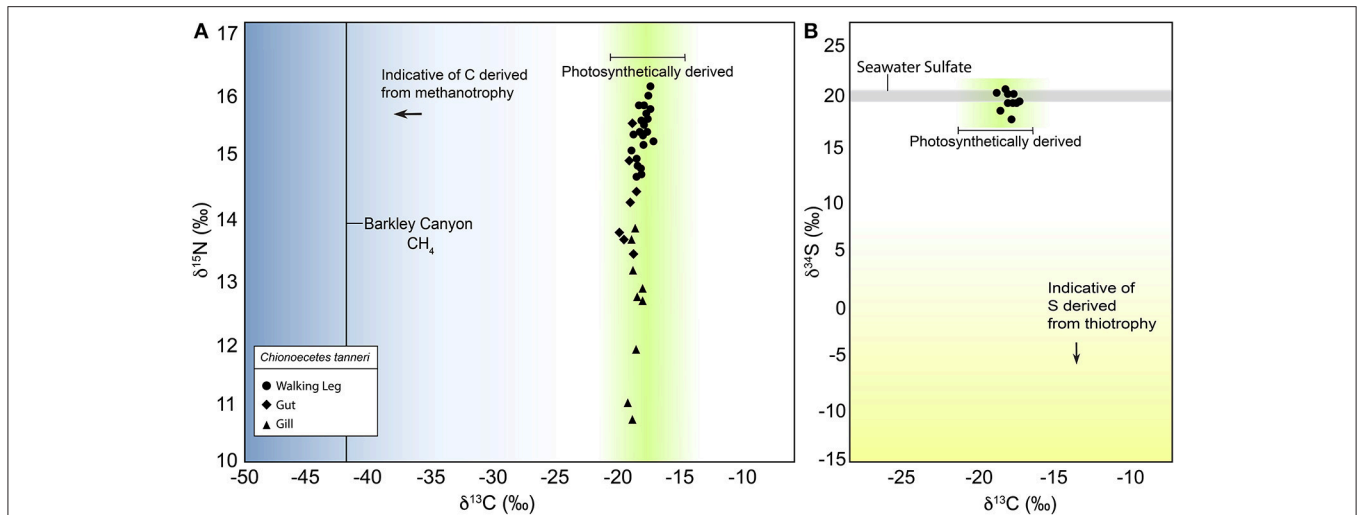 A
17
16
15
14
13
12
11
10
δ15N (‰)
-50
-45
-40
-35
-30
-25
-20
-15
-10
δ13C (‰)
Indicative of C derived
from methanotrophy
Photosynthetically derived
Barkley Canyon
CH4
Chionoecetes tanneri
Walking Leg
Gut
Gill
B
25
20
15
10
5
0
-5
-10
-15
δ34S (‰)
-25
-20
-15
-10
δ13C (‰)
Seawater Sulfate
Photosynthetically derived
Indicative of
S derived
from thiotrophy